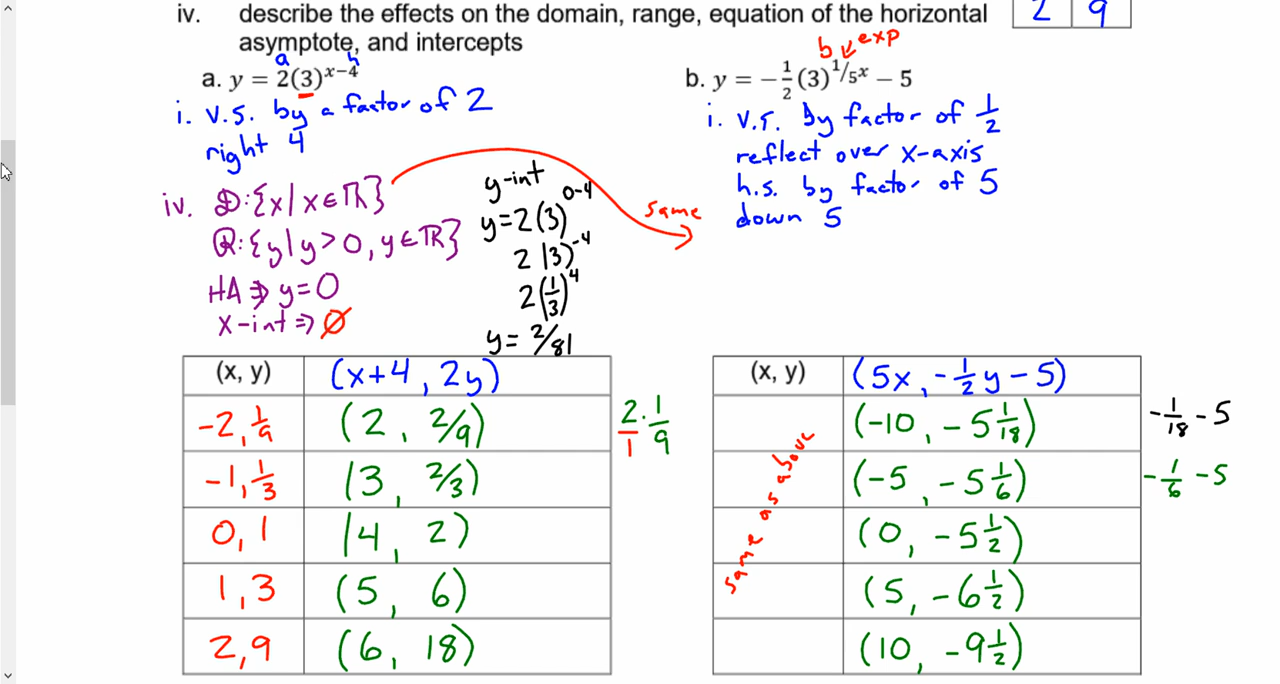 iv. describe the effects on the domain, range, equation of the horizontal
asymptote, and intercepts
2 9
a h
a. y = 2(3)^{x−4}
i. v.s. by a factor of 2
right 4
iv. D: {x | x ∈ ℝ}
R: {y | y > 0, y ∈ ℝ}
HA ⇒ y = 0
x-int ⇒ ∅
y-int
y = 2(3)^{0-4}
2(3)^{-4}
2(1/3)^4
y = 2/81
same
b ↙ exp
b. y = −1/2(3)^{1/5x} − 5
i. v.s. by factor of 1/2
reflect over x-axis
h.s. by factor of 5
down 5
(x, y) (x+4, 2y)
-2, 1/9 (2, 2/9) 2/1 · 1/9
-1, 1/3 (3, 2/3)
0, 1 (4, 2)
1, 3 (5, 6)
2, 9 (6, 18)
(x, y) (5x, -1/2y - 5)
same as above
(-10, -5 1/18) -1/18 - 5
(-5, -5 1/6) -1/6 - 5
(0, -5 1/2)
(5, -6 1/2)
(10, -9 1/2)